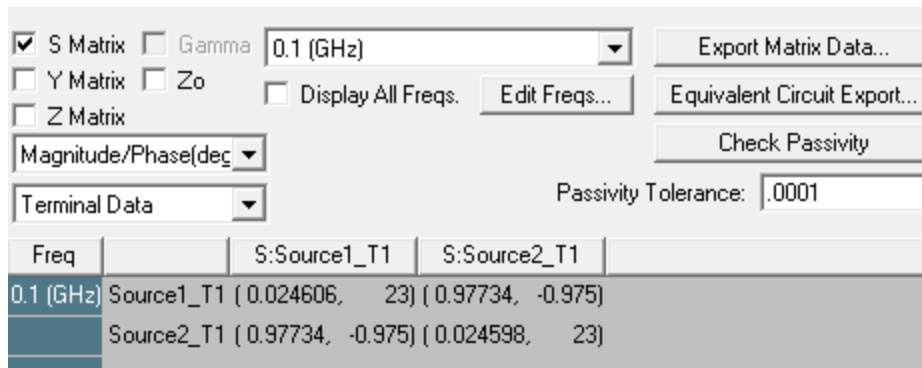 S Matrix Gamma 0.1 (GHz) Export Matrix Data...
Y Matrix Zo Display All Freqs. Edit Freqs... Equivalent Circuit Export...
Z Matrix Check Passivity
Magnitude/Phase(deg
Passivity Tolerance: .0001
Terminal Data
Freq S:Source1_T1 S:Source2_T1
0.1 (GHz) Source1_T1 ( 0.024606, 23) ( 0.97734, -0.975)
Source2_T1 ( 0.97734, -0.975) ( 0.024598, 23)